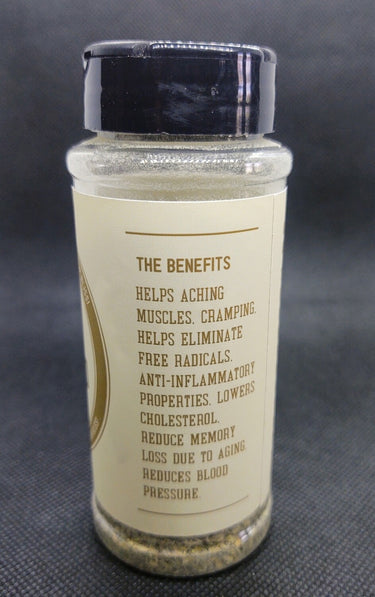 THE BENEFITS
HELPS ACHING
MUSCLES, CRAMPING.
HELPS ELIMINATE
FREE RADICALS.
ANTI-INFLAMMATORY
PROPERTIES. LOWERS
CHOLESTEROL.
REDUCE MEMORY
LOSS DUE TO AGING.
REDUCES BLOOD
PRESSURE.